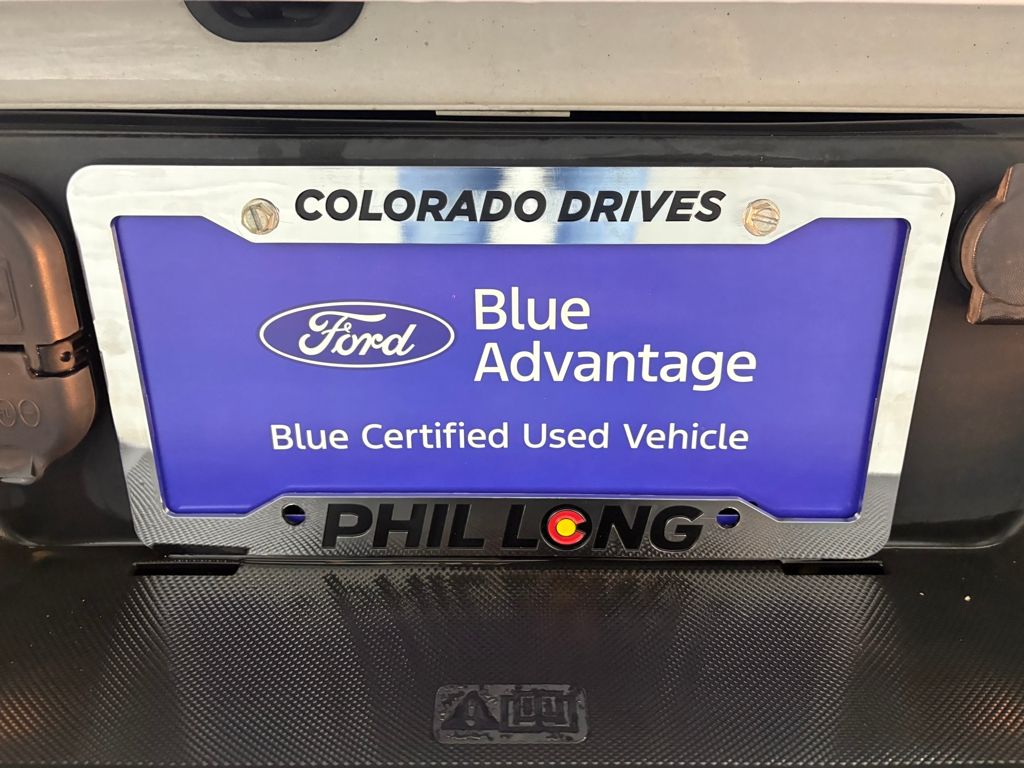 COLORADO DRIVES
Ford
Blue
Advantage
Blue Certified Used Vehicle
PHIL LONG